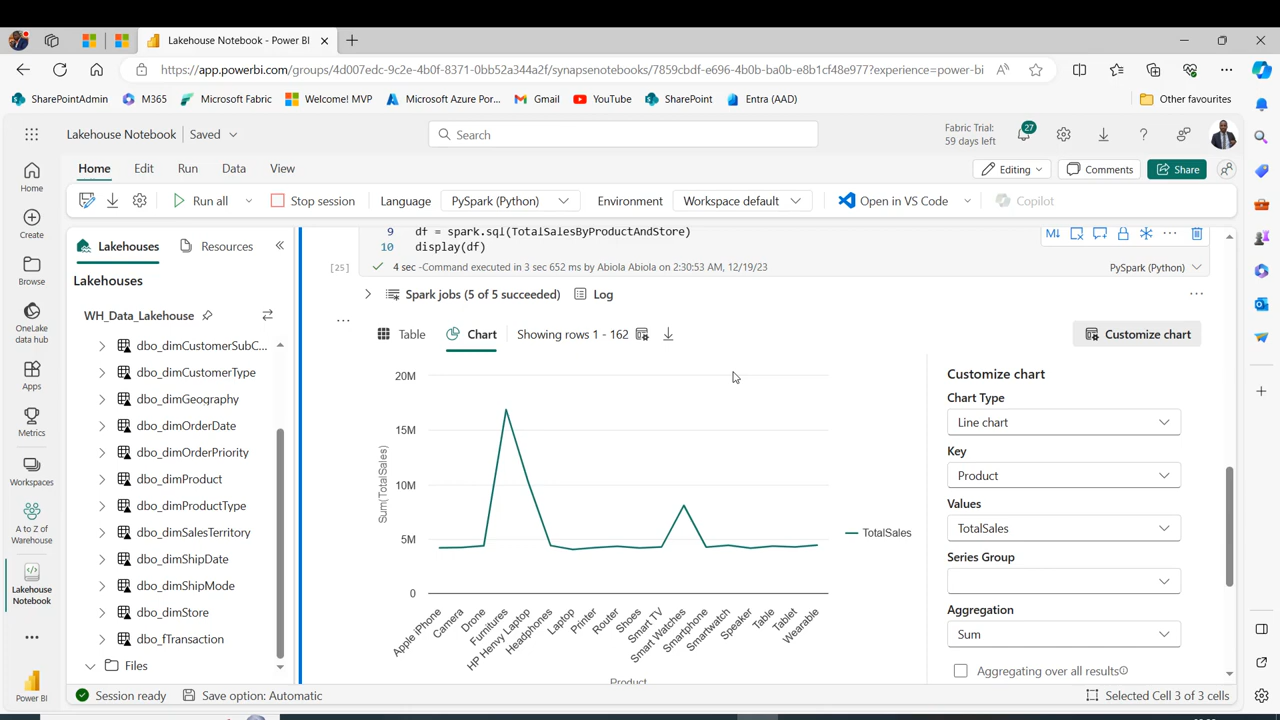 Lakehouse Notebook - Power BI
https://app.powerbi.com/groups/4d007edc-9c2e-4b0f-8371-0bb52a344a2f/synapsenotebooks/7859cbdf-e696-4b0b-ba0b-e8b1cf48e977?experience=power-bi
SharePointAdmin
M365
Microsoft Fabric
Welcome! MVP
Microsoft Azure Por...
Gmail
YouTube
SharePoint
Entra (AAD)
Other favourites
Lakehouse Notebook
Saved
Search
Fabric Trial:
59 days left
27
Home
Edit
Run
Data
View
Editing
Comments
Share
Run all
Stop session
Language
PySpark (Python)
Environment
Workspace default
Open in VS Code
Copilot
Home
Create
Browse
OneLake
data hub
Apps
Metrics
Workspaces
A to Z of
Warehouse
Lakehouse
Notebook
Power BI
Lakehouses
Resources
Lakehouses
WH_Data_Lakehouse
dbo_dimCustomerSubC...
dbo_dimCustomerType
dbo_dimGeography
dbo_dimOrderDate
dbo_dimOrderPriority
dbo_dimProduct
dbo_dimProductType
dbo_dimSalesTerritory
dbo_dimShipDate
dbo_dimShipMode
dbo_dimStore
dbo_fTransaction
Files
9 df = spark.sql(TotalSalesByProductAndStore)
10 display(df)
M↓
[25]
4 sec -Command executed in 3 sec 652 ms by Abiola Abiola on 2:30:53 AM, 12/19/23
PySpark (Python)
Spark jobs (5 of 5 succeeded)
Log
Table
Chart
Showing rows 1 - 162
Customize chart
20M
15M
10M
5M
0
Sum(TotalSales)
TotalSales
Apple IPhone
Camera
Drone
Furnitures
HP Henvy Laptop
Headphones
Laptop
Printer
Router
Shoes
Smart TV
Smart Watches
Smartphone
Smartwatch
Speaker
Table
Tablet
Wearable
Product
Customize chart
Chart Type
Line chart
Key
Product
Values
TotalSales
Series Group
Aggregation
Sum
Aggregating over all results
Session ready
Save option: Automatic
Selected Cell 3 of 3 cells